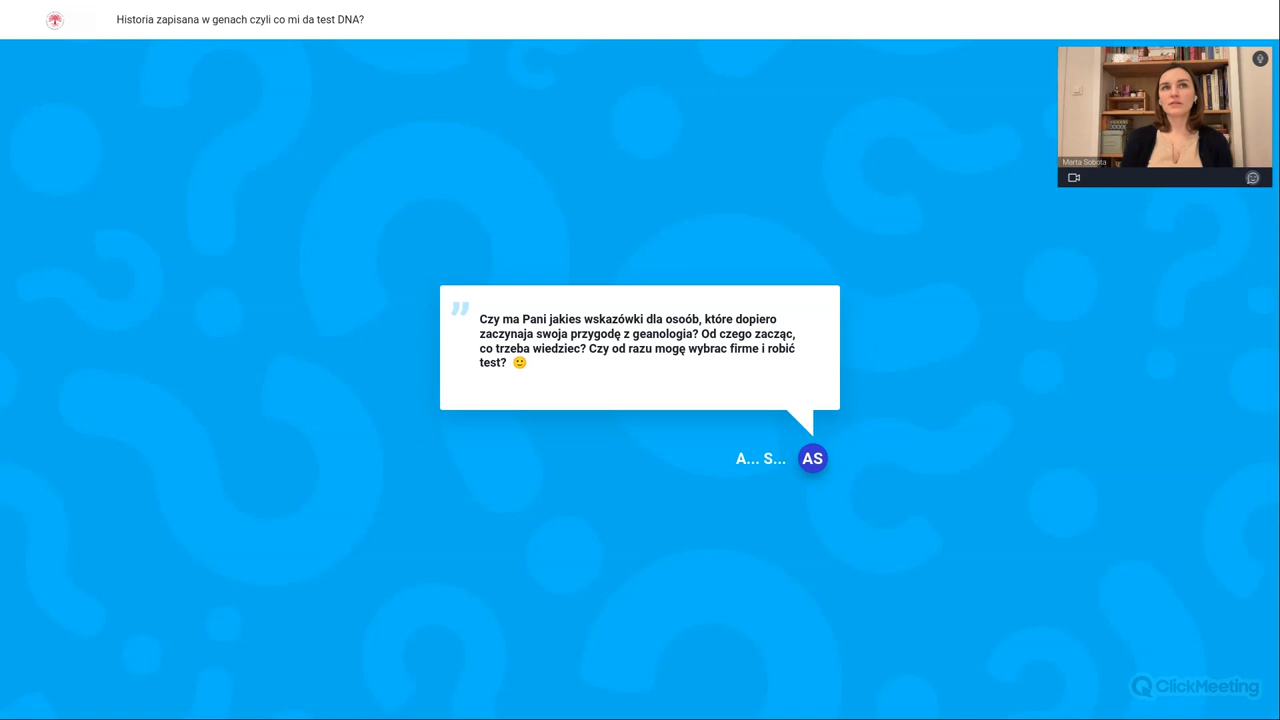 Historia zapisana w genach czyli co mi da test DNA?
Marta Sobota
Czy ma Pani jakies wskazówki dla osoób, które dopiero
zaczynaja swoja przygodę z geanologia? Od czego zacząc,
co trzeba wiedziec? Czy od razu mogę wybrac firme i robić
test? 🙂
A... S... AS
ClickMeeting